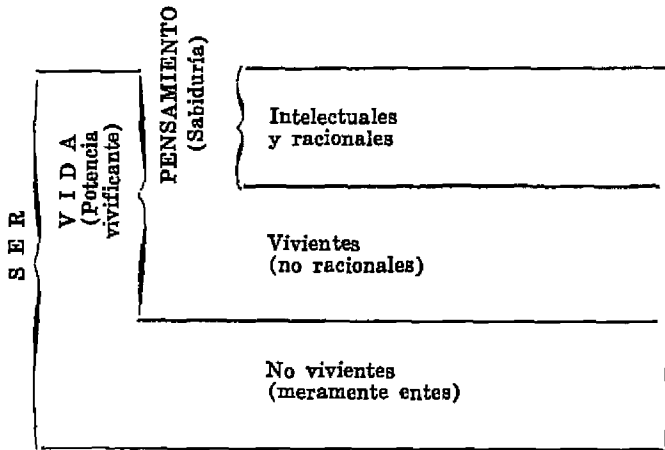 S E R
V I D A
(Potencia
vivificante)
PENSAMIENTO
(Sabiduría)
Intelectuales
y racionales
Vivientes
(no racionales)
No vivientes
(meramente entes)